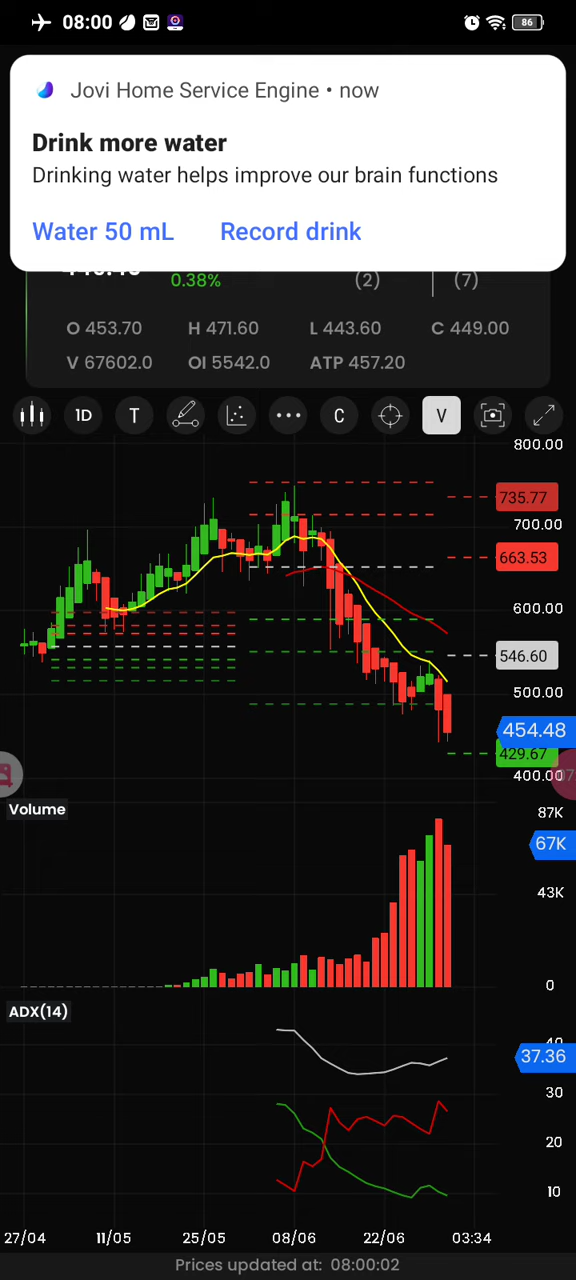 08:00
86
Jovi Home Service Engine • now
Drink more water
Drinking water helps improve our brain functions
Water 50 mL Record drink
0.38% (2) (7)
O 453.70 H 471.60 L 443.60 C 449.00
V 67602.0 OI 5542.0 ATP 457.20
1D T C V
800.00
735.77
700.00
663.53
600.00
546.60
500.00
454.48
429.67
400.00
Volume
87K
67K
43K
0
ADX(14)
40
37.36
30
20
10
27/04 11/05 25/05 08/06 22/06 03:34
Prices updated at: 08:00:02